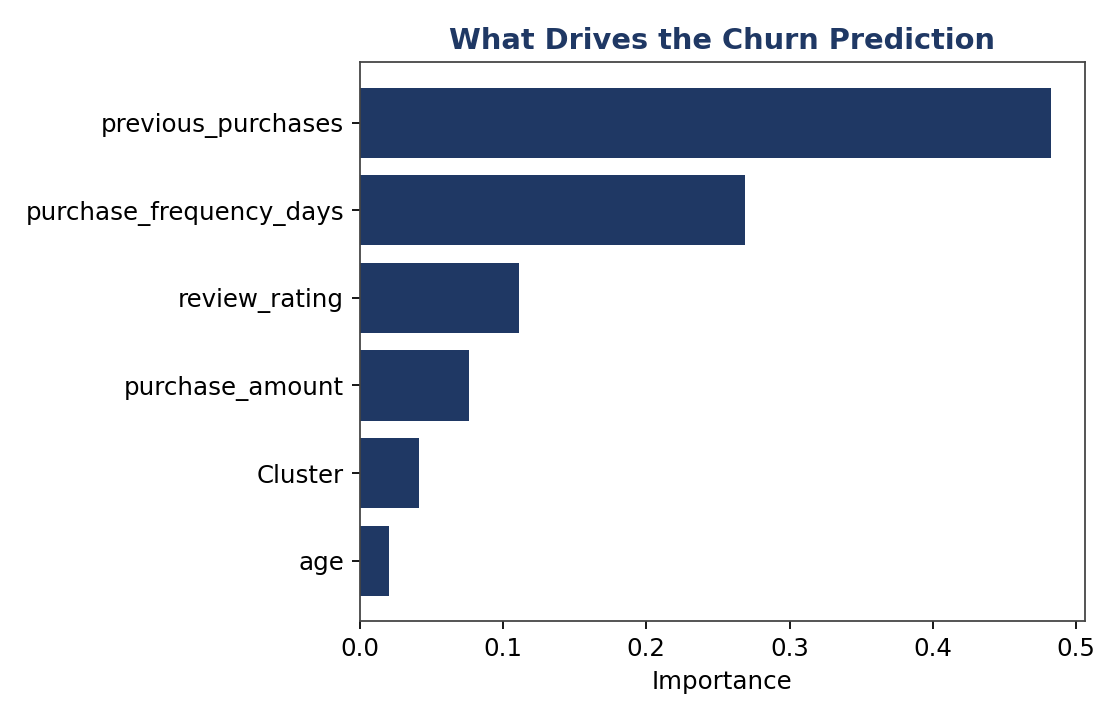 What Drives the Churn Prediction
previous_purchases
purchase_frequency_days
review_rating
purchase_amount
Cluster
age
0.0 0.1 0.2 0.3 0.4 0.5
Importance